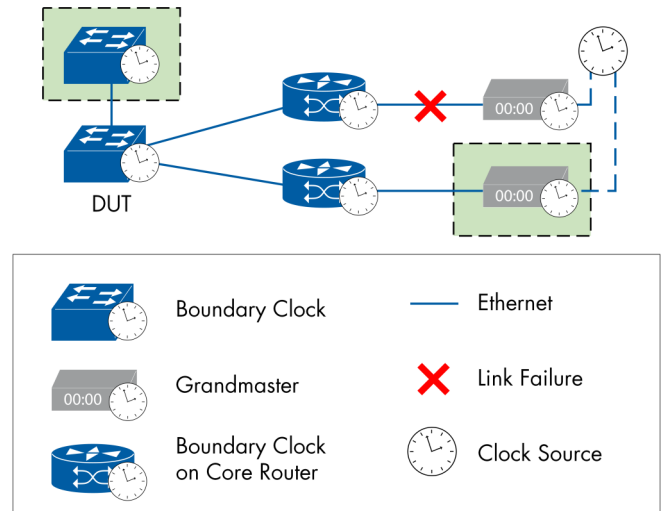 00:00
00:00
DUT
Boundary Clock
Ethernet
00:00
Grandmaster
Link Failure
Boundary Clock
on Core Router
Clock Source